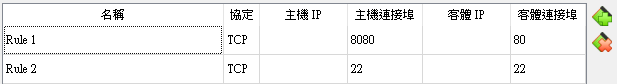 名稱 協定 主機 IP 主機連接埠 客體 IP 客體連接埠
Rule 1 TCP 8080 80
Rule 2 TCP 22 22